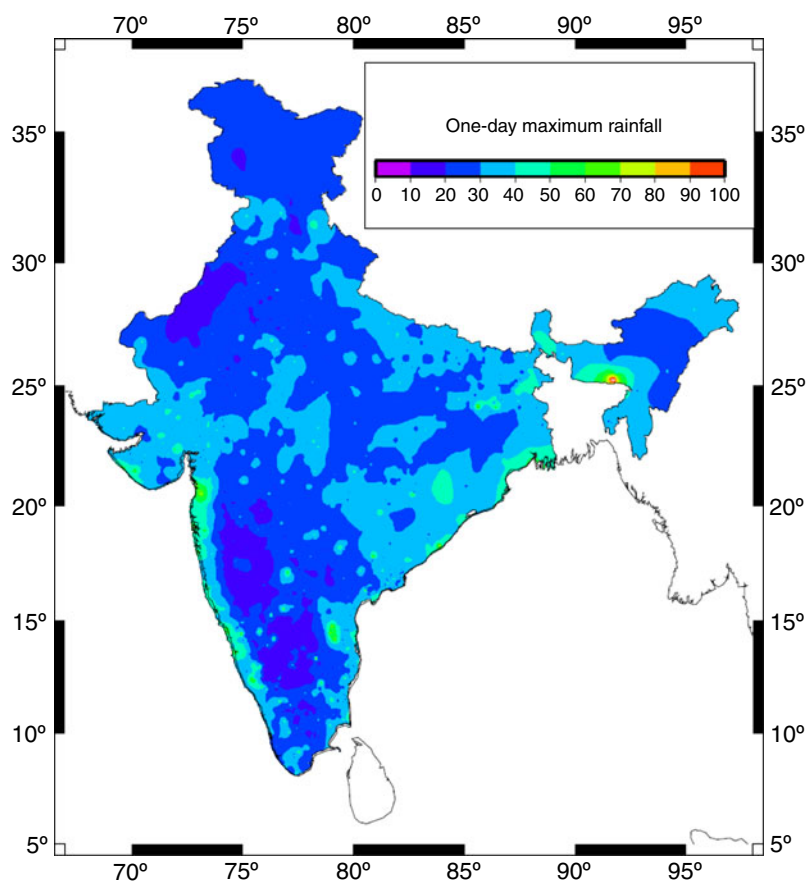 70º 75º 80º 85º 90º 95º
One-day maximum rainfall
0 10 20 30 40 50 60 70 80 90 100
35º 35º
30º 30º
25º 25º
20º 20º
15º 15º
10º 10º
5º 5º
70º 75º 80º 85º 90º 95º